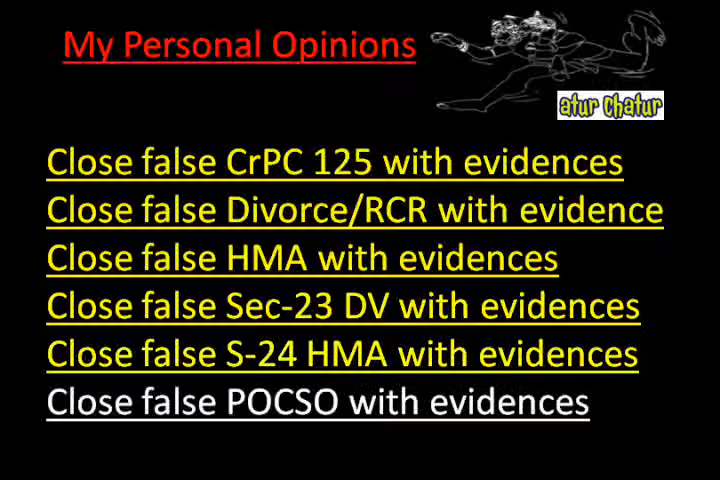 My Personal Opinions
atur Chatur
Close false CrPC 125 with evidences
Close false Divorce/RCR with evidence
Close false HMA with evidences
Close false Sec-23 DV with evidences
Close false S-24 HMA with evidences
Close false POCSO with evidences